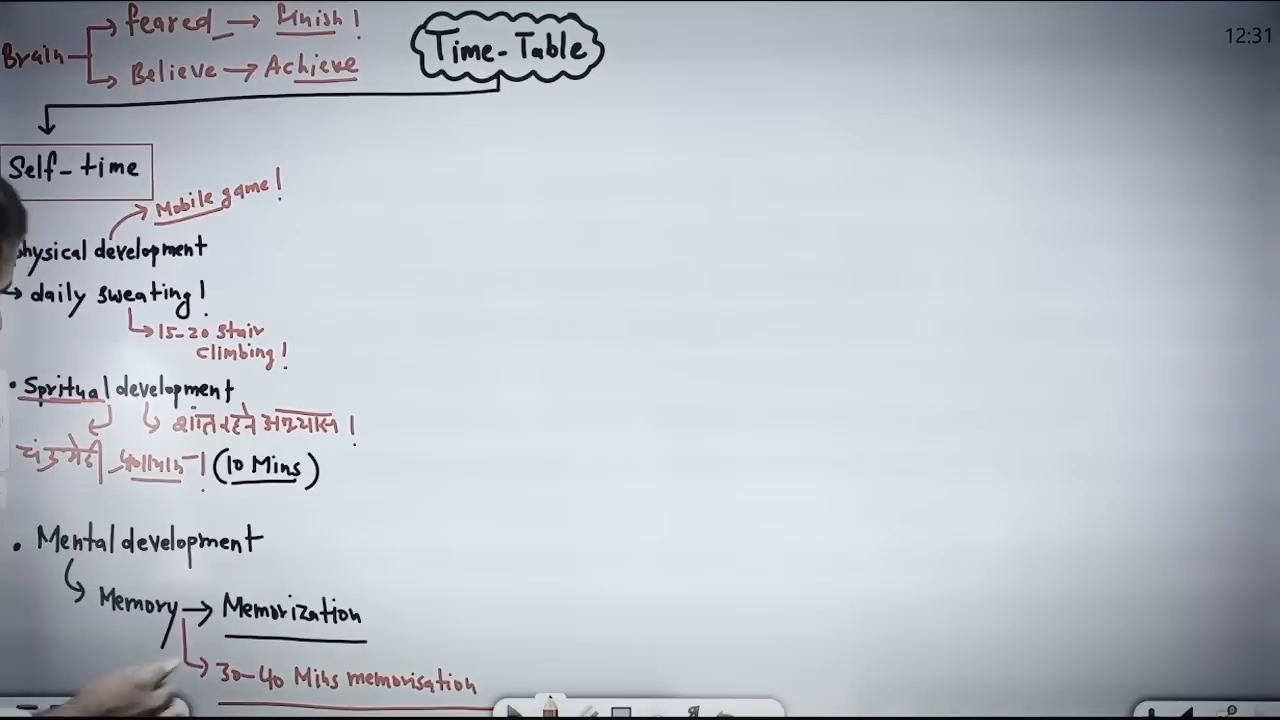 12:31
feared → Finish!
Brain
Believe → Achieve
Time-Table
Self-time
Mobile game!
physical development
→ daily sweating!
15-20 stair
climbing!
• Spritual development
शांत रहने अभ्यास!
(10 Mins)
• Mental development
Memory → Memorization
30-40 Mins memorisation